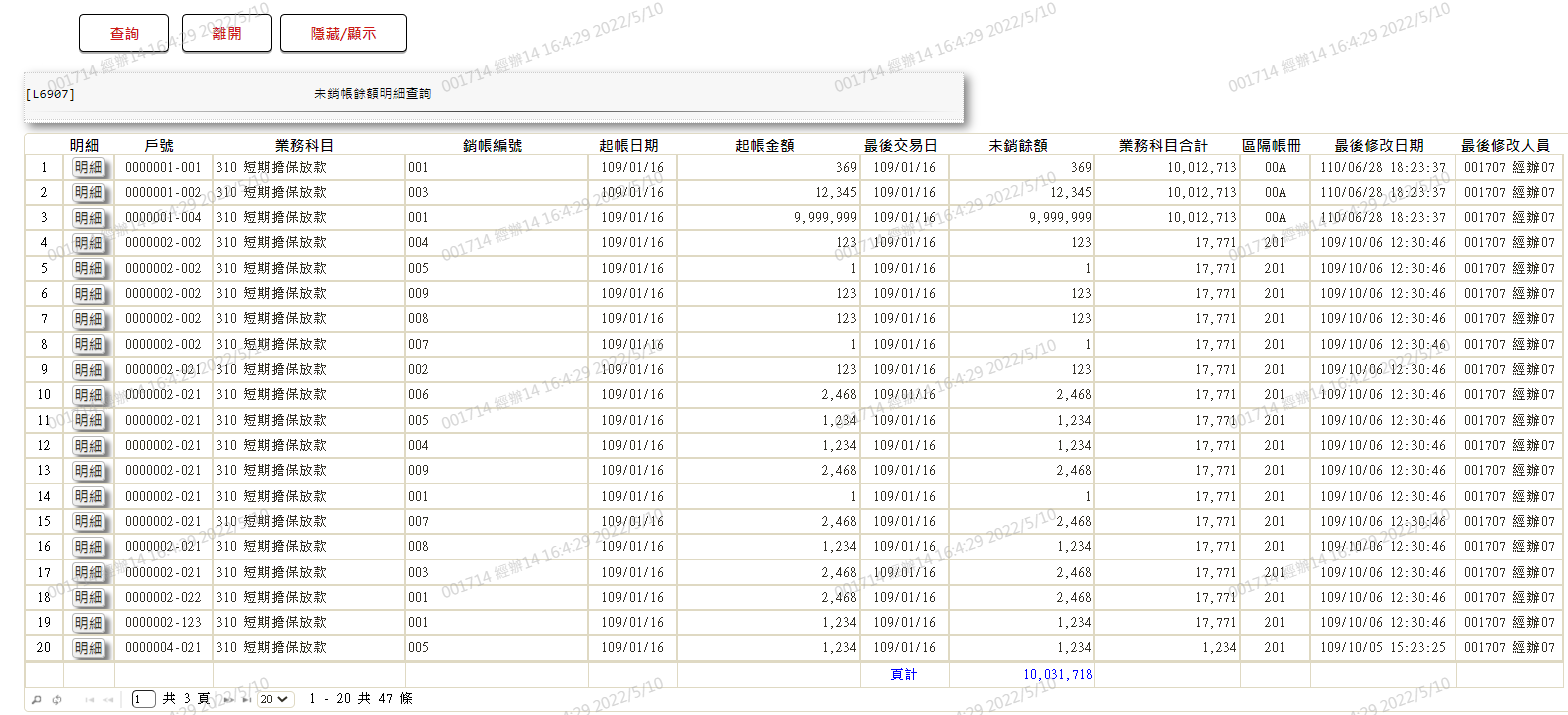 查詢 離開 隱藏/顯示
[L6907] 未銷帳餘額明細查詢
明細 戶號 業務科目 銷帳編號 起帳日期 起帳金額 最後交易日 未銷餘額 業務科目合計 區隔帳冊 最後修改日期 最後修改人員
1 明細 0000001-001 310 短期擔保放款 001 109/01/16 369 109/01/16 369 10,012,713 00A 110/06/28 18:23:37 001707 經辦07
2 明細 0000001-002 310 短期擔保放款 003 109/01/16 12,345 109/01/16 12,345 10,012,713 00A 110/06/28 18:23:37 001707 經辦07
3 明細 0000001-004 310 短期擔保放款 001 109/01/16 9,999,999 109/01/16 9,999,999 10,012,713 00A 110/06/28 18:23:37 001707 經辦07
4 明細 0000002-002 310 短期擔保放款 004 109/01/16 123 109/01/16 123 17,771 201 109/10/06 12:30:46 001707 經辦07
5 明細 0000002-002 310 短期擔保放款 005 109/01/16 1 109/01/16 1 17,771 201 109/10/06 12:30:46 001707 經辦07
6 明細 0000002-002 310 短期擔保放款 009 109/01/16 123 109/01/16 123 17,771 201 109/10/06 12:30:46 001707 經辦07
7 明細 0000002-002 310 短期擔保放款 008 109/01/16 123 109/01/16 123 17,771 201 109/10/06 12:30:46 001707 經辦07
8 明細 0000002-002 310 短期擔保放款 007 109/01/16 1 109/01/16 1 17,771 201 109/10/06 12:30:46 001707 經辦07
9 明細 0000002-021 310 短期擔保放款 002 109/01/16 123 109/01/16 123 17,771 201 109/10/06 12:30:46 001707 經辦07
10 明細 0000002-021 310 短期擔保放款 006 109/01/16 2,468 109/01/16 2,468 17,771 201 109/10/06 12:30:46 001707 經辦07
11 明細 0000002-021 310 短期擔保放款 005 109/01/16 1,234 109/01/16 1,234 17,771 201 109/10/06 12:30:46 001707 經辦07
12 明細 0000002-021 310 短期擔保放款 004 109/01/16 1,234 109/01/16 1,234 17,771 201 109/10/06 12:30:46 001707 經辦07
13 明細 0000002-021 310 短期擔保放款 009 109/01/16 2,468 109/01/16 2,468 17,771 201 109/10/06 12:30:46 001707 經辦07
14 明細 0000002-021 310 短期擔保放款 001 109/01/16 1 109/01/16 1 17,771 201 109/10/06 12:30:46 001707 經辦07
15 明細 0000002-021 310 短期擔保放款 007 109/01/16 2,468 109/01/16 2,468 17,771 201 109/10/06 12:30:46 001707 經辦07
16 明細 0000002-021 310 短期擔保放款 008 109/01/16 1,234 109/01/16 1,234 17,771 201 109/10/06 12:30:46 001707 經辦07
17 明細 0000002-021 310 短期擔保放款 003 109/01/16 2,468 109/01/16 2,468 17,771 201 109/10/06 12:30:46 001707 經辦07
18 明細 0000002-022 310 短期擔保放款 001 109/01/16 2,468 109/01/16 2,468 17,771 201 109/10/06 12:30:46 001707 經辦07
19 明細 0000002-123 310 短期擔保放款 001 109/01/16 1,234 109/01/16 1,234 17,771 201 109/10/06 12:30:46 001707 經辦07
20 明細 0000004-021 310 短期擔保放款 005 109/01/16 1,234 109/01/16 1,234 1,234 201 109/10/05 15:23:25 001707 經辦07
頁計 10,031,718
1 共 3 頁 20 1 - 20 共 47 條
001714 經辦14 16:4:29 2022/5/10